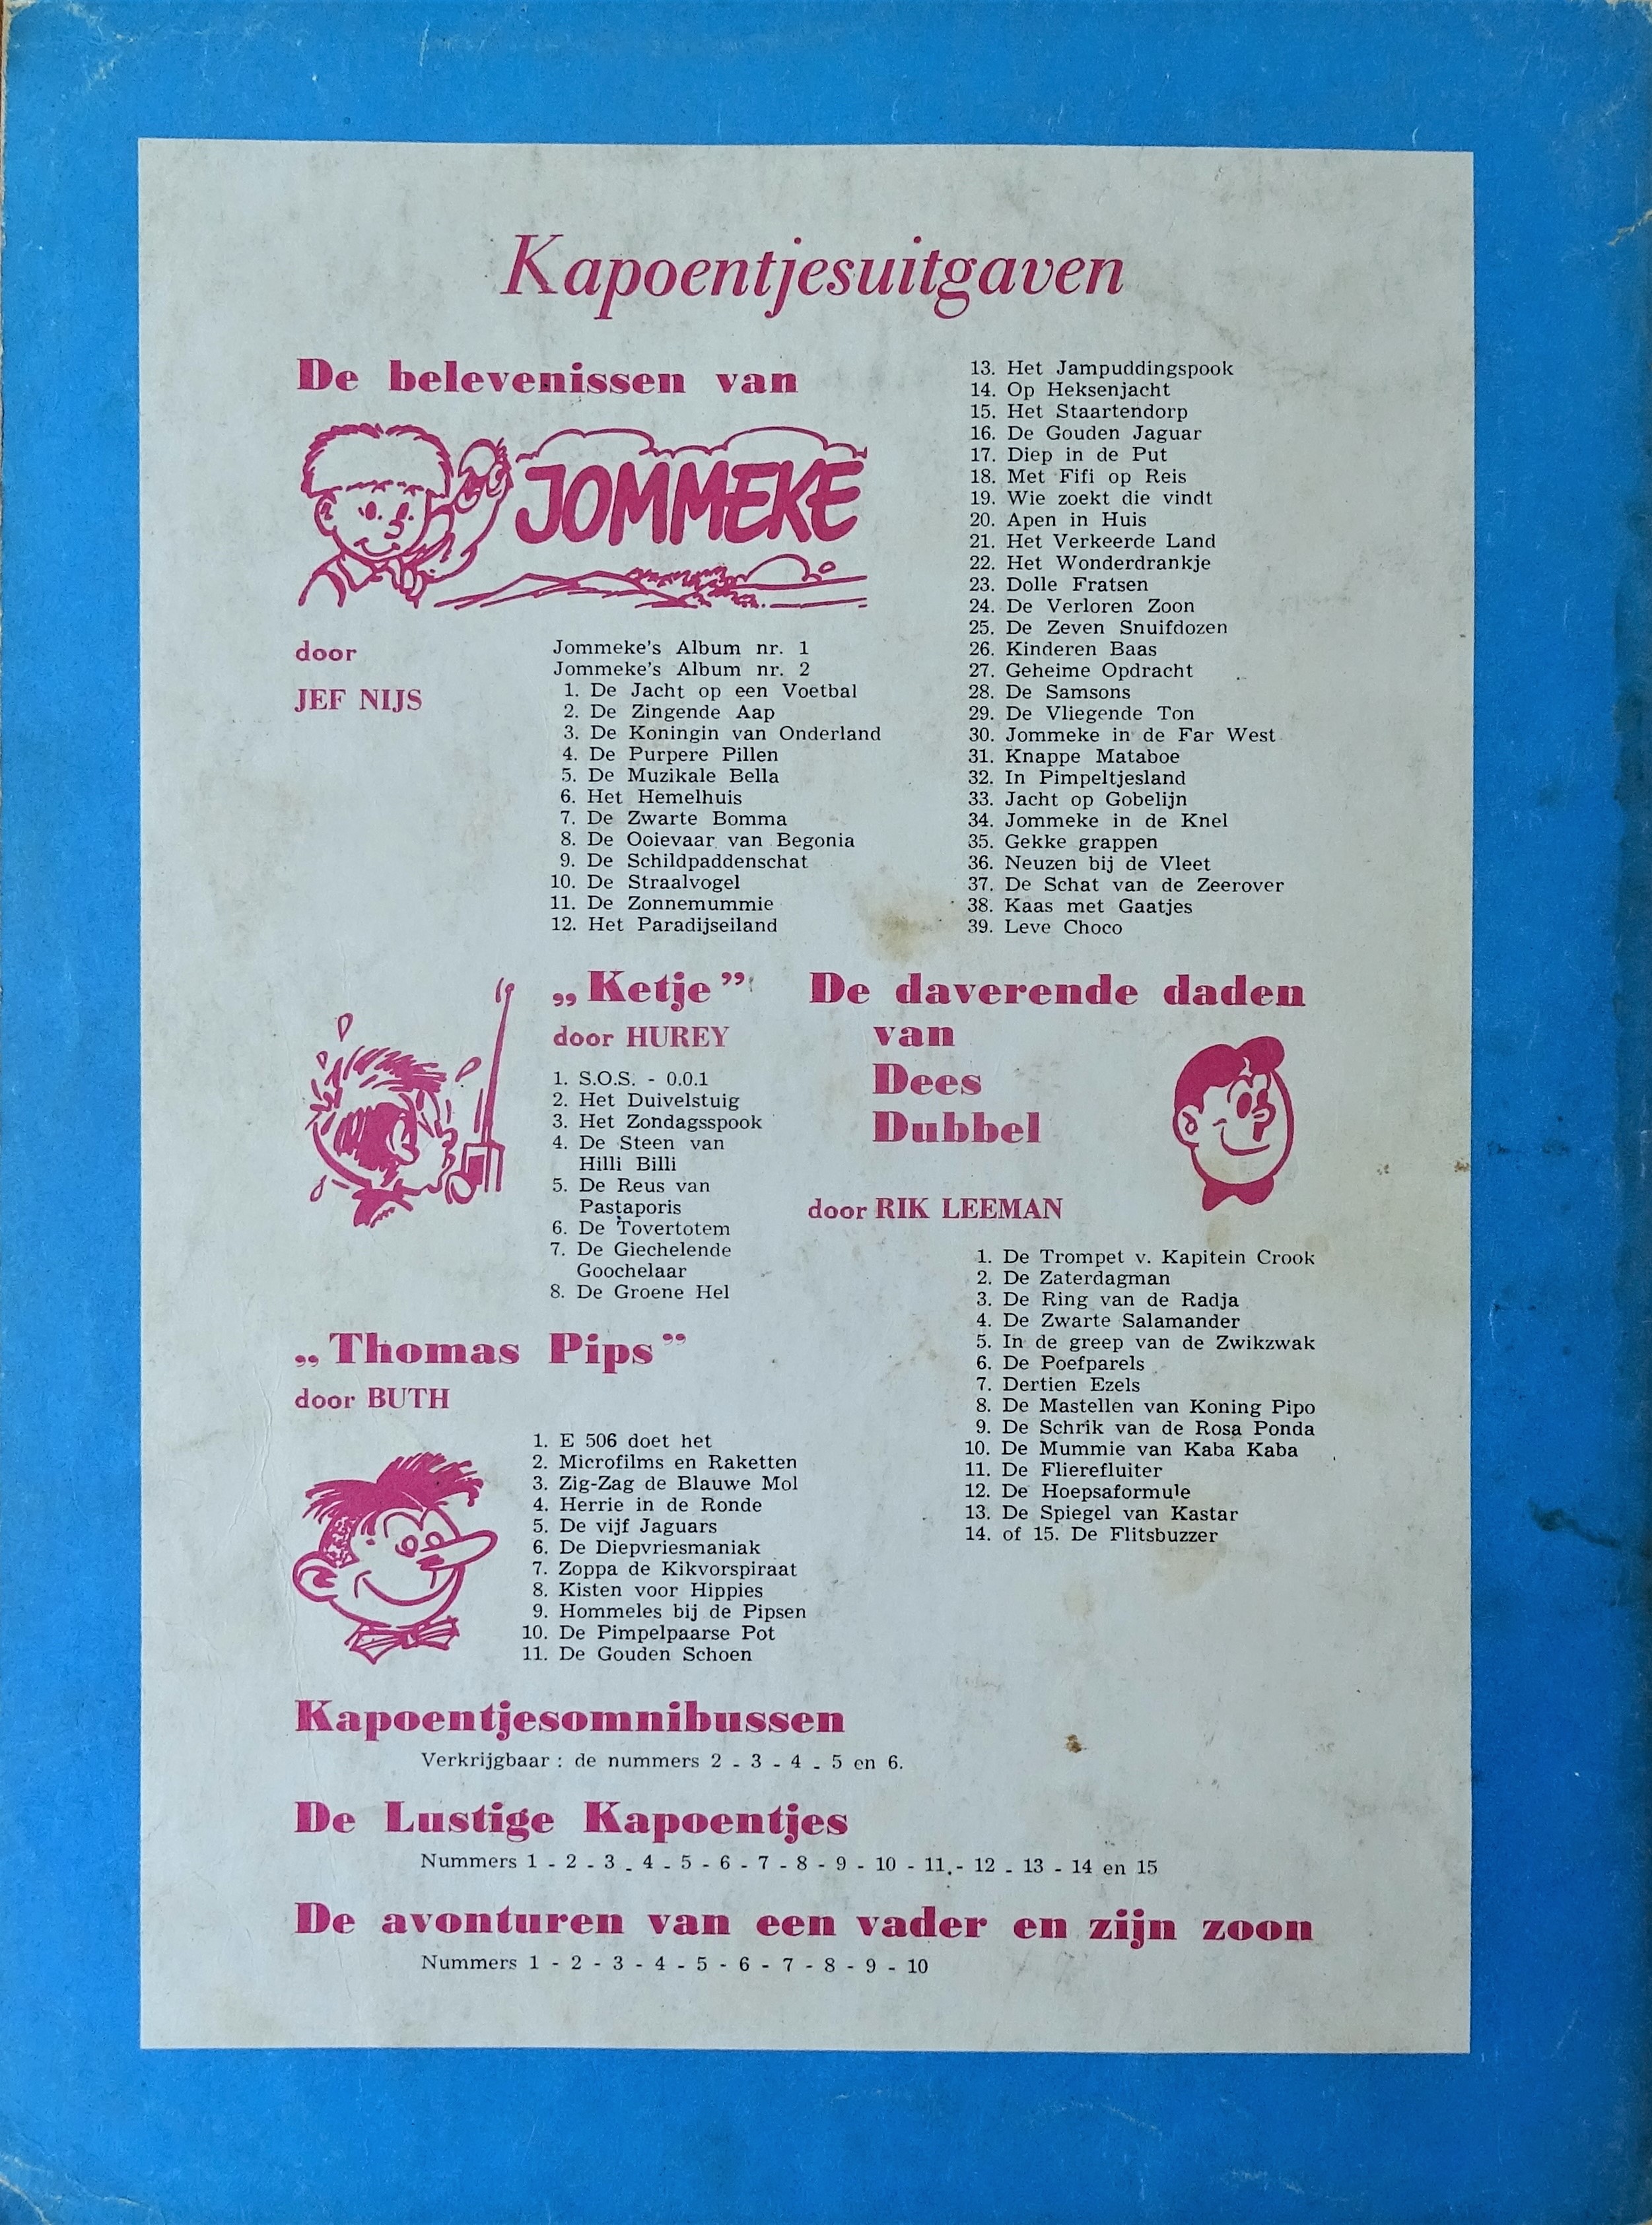 Kapoentjesuitgaven
De belevenissen van
JOMMEKE
door
JEF NIJS
Jommeke's Album nr. 1
Jommeke's Album nr. 2
1. De Jacht op een Voetbal
2. De Zingende Aap
3. De Koningin van Onderland
4. De Purpere Pillen
5. De Muzikale Bella
6. Het Hemelhuis
7. De Zwarte Bomma
8. De Ooievaar van Begonia
9. De Schildpaddenschat
10. De Straalvogel
11. De Zonnemummie
12. Het Paradijseiland
13. Het Jampuddingspook
14. Op Heksenjacht
15. Het Staartendorp
16. De Gouden Jaguar
17. Diep in de Put
18. Met Fifi op Reis
19. Wie zoekt die vindt
20. Apen in Huis
21. Het Verkeerde Land
22. Het Wonderdrankje
23. Dolle Fratsen
24. De Verloren Zoon
25. De Zeven Snuifdozen
26. Kinderen Baas
27. Geheime Opdracht
28. De Samsons
29. De Vliegende Ton
30. Jommeke in de Far West
31. Knappe Mataboe
32. In Pimpeltjesland
33. Jacht op Gobelijn
34. Jommeke in de Knel
35. Gekke grappen
36. Neuzen bij de Vleet
37. De Schat van de Zeerover
38. Kaas met Gaatjes
39. Leve Choco
„Ketje”
door HUREY
1. S.O.S. - 0.0.1
2. Het Duivelstuig
3. Het Zondagsspook
4. De Steen van
Hilli Billi
5. De Reus van
Pastaporis
6. De Tovertotem
7. De Giechelende
Goochelaar
8. De Groene Hel
De daverende daden
van
Dees
Dubbel
door RIK LEEMAN
1. De Trompet v. Kapitein Crook
2. De Zaterdagman
3. De Ring van de Radja
4. De Zwarte Salamander
5. In de greep van de Zwikzwak
6. De Poefparels
7. Dertien Ezels
8. De Mastellen van Koning Pipo
9. De Schrik van de Rosa Ponda
10. De Mummie van Kaba Kaba
11. De Flierefluiter
12. De Hoepsaformule
13. De Spiegel van Kastar
14. of 15. De Flitsbuzzer
„Thomas Pips”
door BUTH
1. E 506 doet het
2. Microfilms en Raketten
3. Zig-Zag de Blauwe Mol
4. Herrie in de Ronde
5. De vijf Jaguars
6. De Diepvriesmaniak
7. Zoppa de Kikvorspiraat
8. Kisten voor Hippies
9. Hommeles bij de Pipsen
10. De Pimpelpaarse Pot
11. De Gouden Schoen
Kapoentjesomnibussen
Verkrijgbaar : de nummers 2 - 3 - 4 - 5 en 6.
De Lustige Kapoentjes
Nummers 1 - 2 - 3 - 4 - 5 - 6 - 7 - 8 - 9 - 10 - 11 - 12 - 13 - 14 en 15
De avonturen van een vader en zijn zoon
Nummers 1 - 2 - 3 - 4 - 5 - 6 - 7 - 8 - 9 - 10